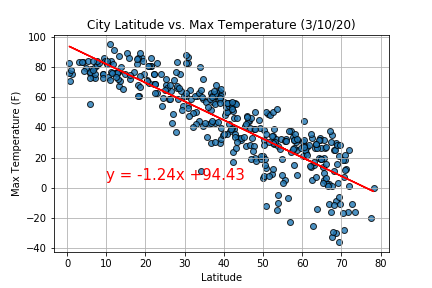 City Latitude vs. Max Temperature (3/10/20)
100
80
60
40
20
0
−20
−40
Max Temperature (F)
y = -1.24x +94.43
0 10 20 30 40 50 60 70 80
Latitude